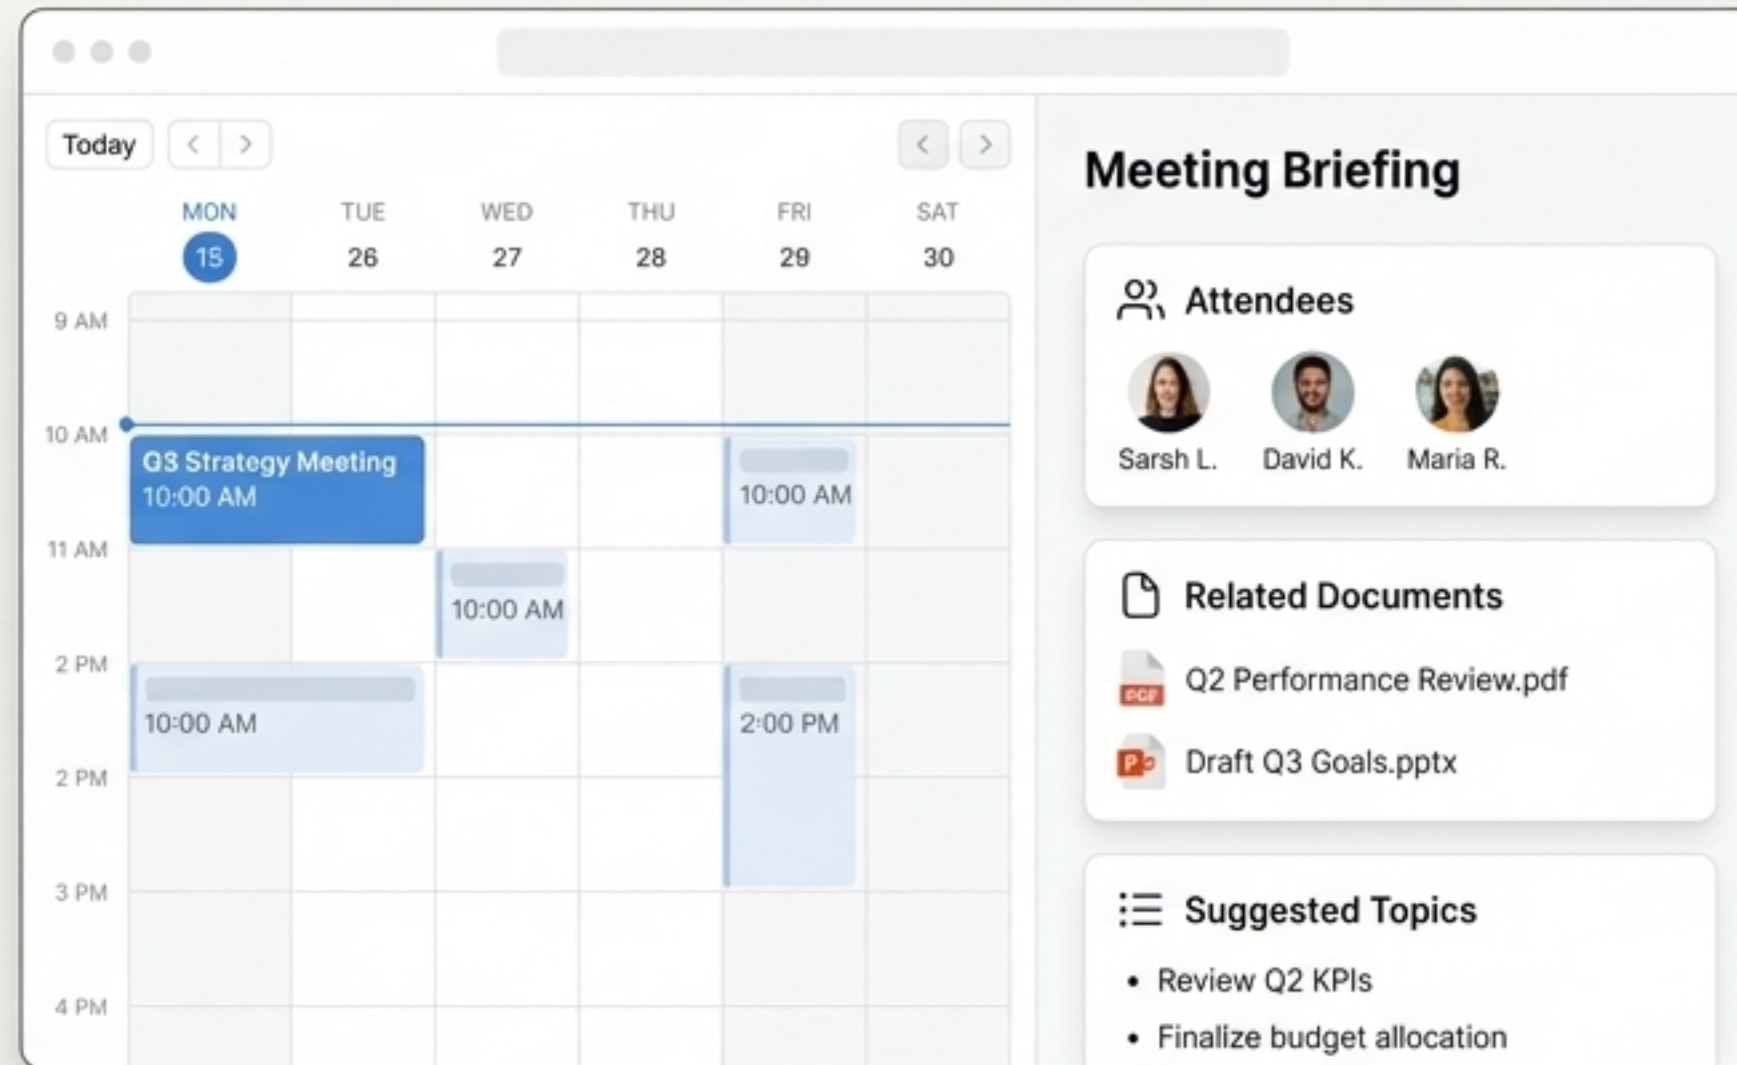 Today
MON TUE WED THU FRI SAT
15 26 27 28 29 30
9 AM
10 AM
11 AM
2 PM
2 PM
3 PM
4 PM
Q3 Strategy Meeting
10:00 AM
10:00 AM
10:00 AM
10:00 AM
2:00 PM
Meeting Briefing
Attendees
Sarsh L. David K. Maria R.
Related Documents
Q2 Performance Review.pdf
Draft Q3 Goals.pptx
Suggested Topics
• Review Q2 KPIs
• Finalize budget allocation